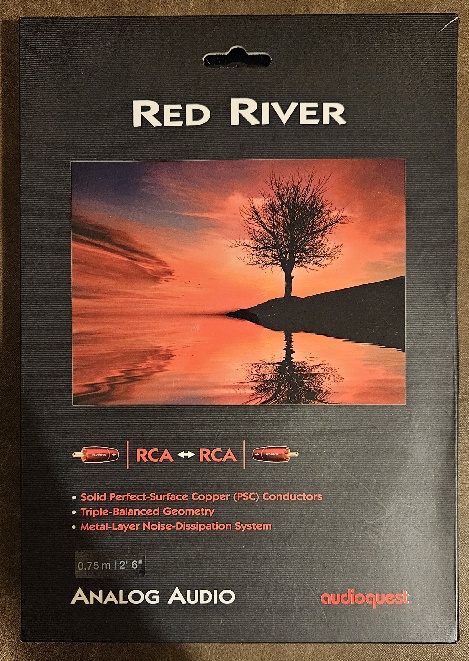 RED RIVER
RCA ↔ RCA
• Solid Perfect-Surface Copper (PSC) Conductors
• Triple-Balanced Geometry
• Metal-Layer Noise-Dissipation System
0.75 m | 2' 6"
ANALOG AUDIO
audioquest